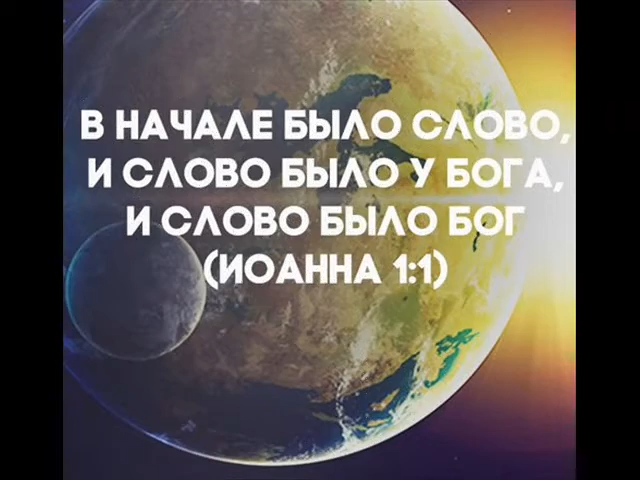 В НАЧАЛЕ БЫЛО СЛОВО,
И СЛОВО БЫЛО У БОГА,
И СЛОВО БЫЛО БОГ
(ИОАННА 1:1)